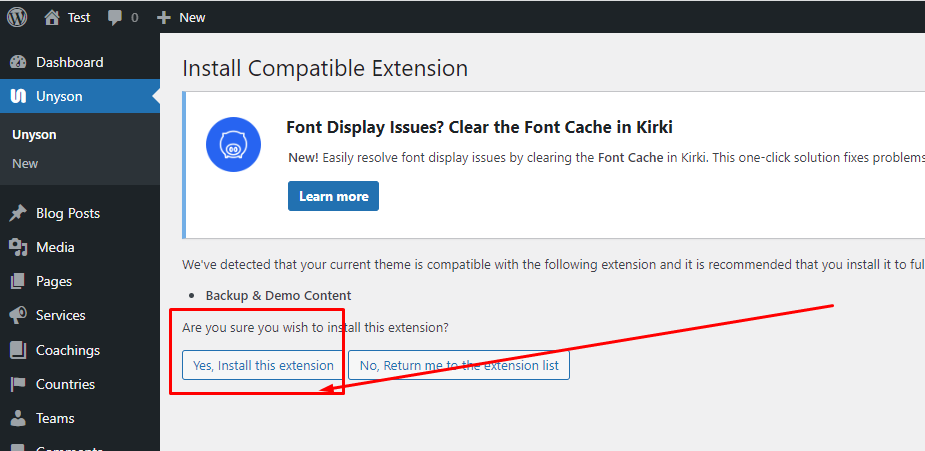 Test 0 New
Dashboard
Unyson
Unyson
New
Blog Posts
Media
Pages
Services
Coachings
Countries
Teams
Comments
Install Compatible Extension
Font Display Issues? Clear the Font Cache in Kirki
New! Easily resolve font display issues by clearing the Font Cache in Kirki. This one-click solution fixes problems
Learn more
We've detected that your current theme is compatible with the following extension and it is recommended that you install it to ful
Backup & Demo Content
Are you sure you wish to install this extension?
Yes, Install this extension No, Return me to the extension list